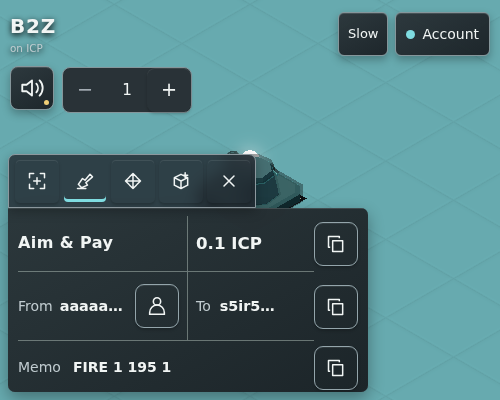 B2Z
on ICP
Slow
Account
1
Aim & Pay
0.1 ICP
From aaaaa...
To s5ir5...
Memo FIRE 1 195 1